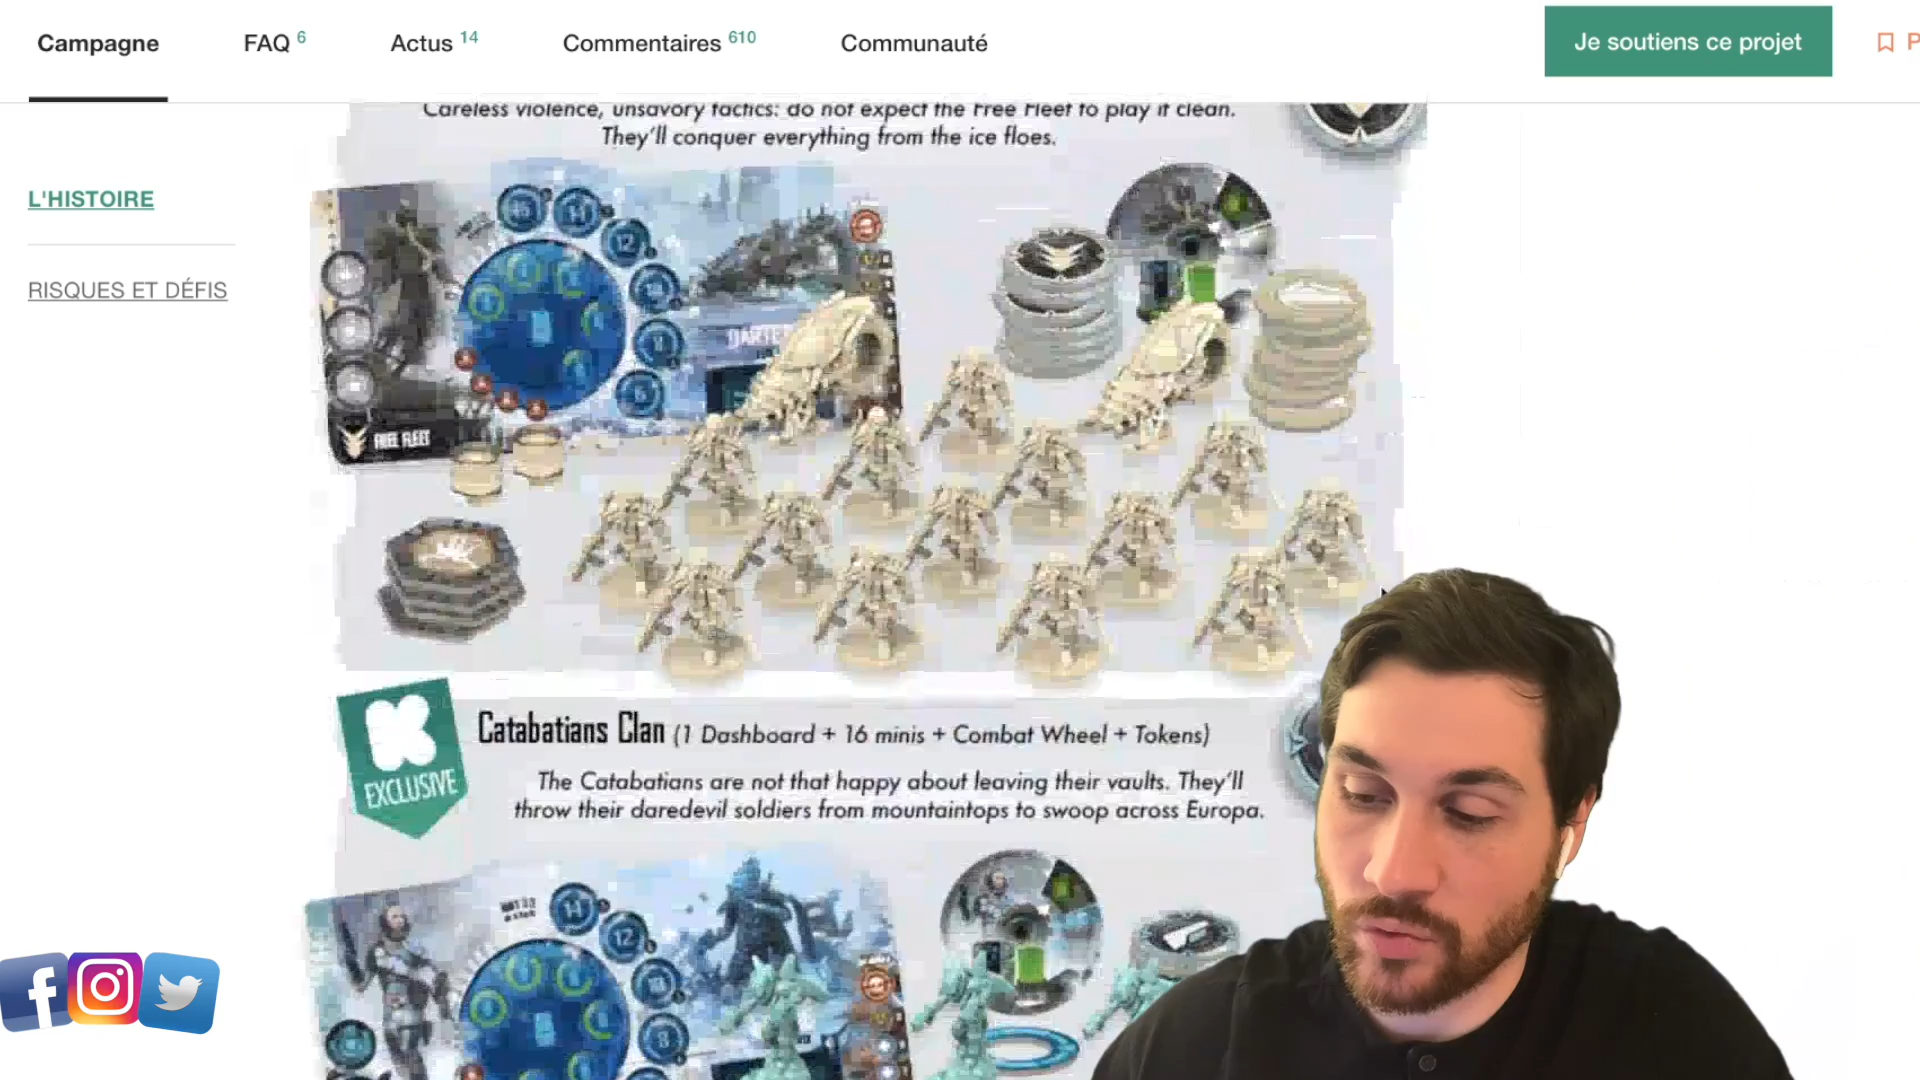 Campagne
FAQ 6
Actus 14
Commentaires 610
Communauté
Je soutiens ce projet
P
Careless violence, unsavory tactics: do not expect the Free Fleet to play it clean.
They'll conquer everything from the ice floes.
L'HISTOIRE
RISQUES ET DÉFIS
12
FREE FLEET
EXCLUSIVE
Catabatians Clan (1 Dashboard + 16 minis + Combat Wheel + Tokens)
The Catabatians are not that happy about leaving their vaults. They'll
throw their daredevil soldiers from mountaintops to swoop across Europa.
14
12